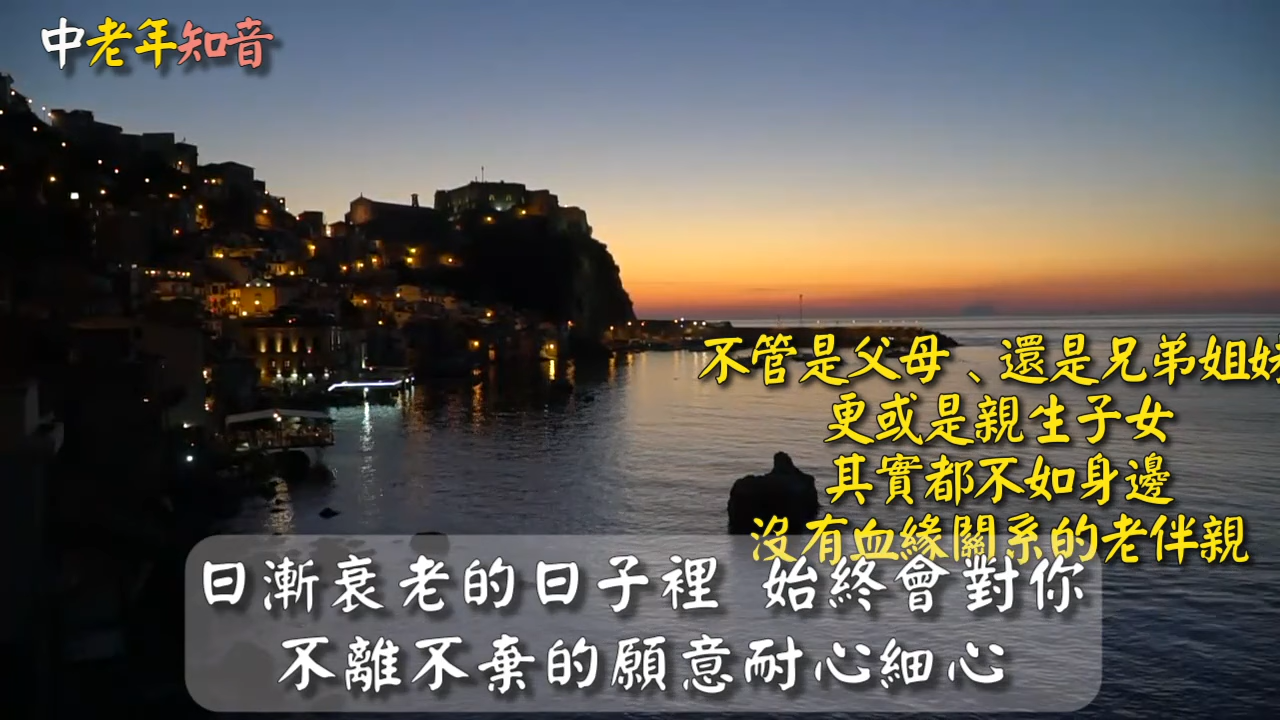 中老年知音
不管是父母、還是兄弟姐妹
更或是親生子女
其實都不如身邊
沒有血緣關系的老伴親
日漸衰老的日子裡 始終會對你
不離不棄的願意耐心細心